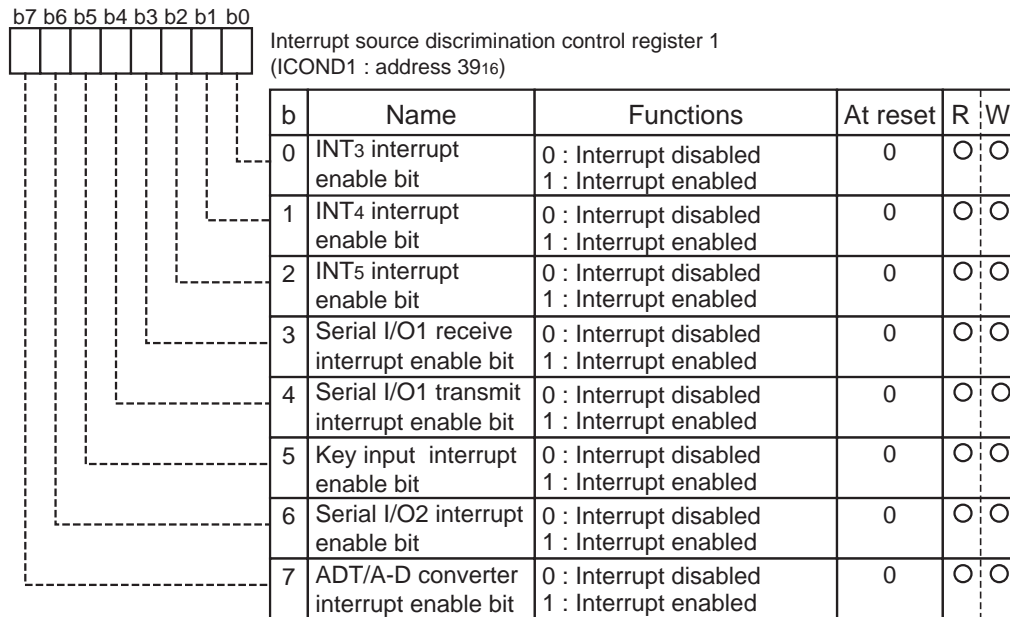 b7 b6 b5 b4 b3 b2 b1 b0
Interrupt source discrimination control register 1
(ICOND1 : address 3916)
b Name Functions At reset R W
0 INT3 interrupt enable bit 0 : Interrupt disabled 0
1 : Interrupt enabled
1 INT4 interrupt enable bit 0 : Interrupt disabled 0
1 : Interrupt enabled
2 INT5 interrupt enable bit 0 : Interrupt disabled 0
1 : Interrupt enabled
3 Serial I/O1 receive interrupt enable bit 0 : Interrupt disabled 0
1 : Interrupt enabled
4 Serial I/O1 transmit interrupt enable bit 0 : Interrupt disabled 0
1 : Interrupt enabled
5 Key input interrupt enable bit 0 : Interrupt disabled 0
1 : Interrupt enabled
6 Serial I/O2 interrupt enable bit 0 : Interrupt disabled 0
1 : Interrupt enabled
7 ADT/A-D converter interrupt enable bit 0 : Interrupt disabled 0
1 : Interrupt enabled